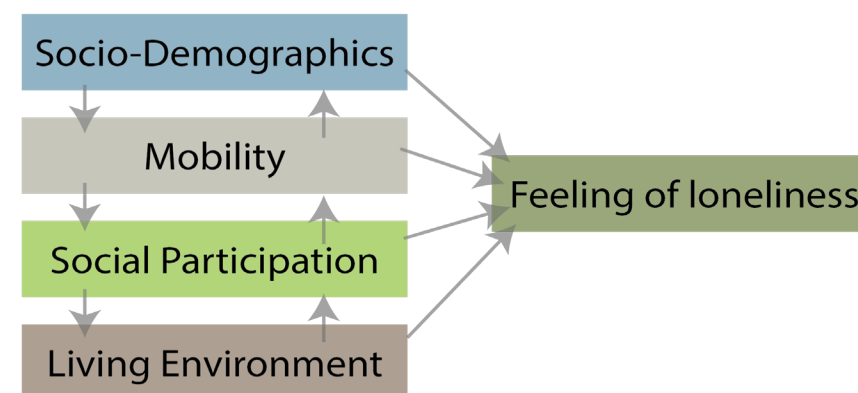 Socio-Demographics
Mobility
Feeling of loneliness
Social Participation
Living Environment